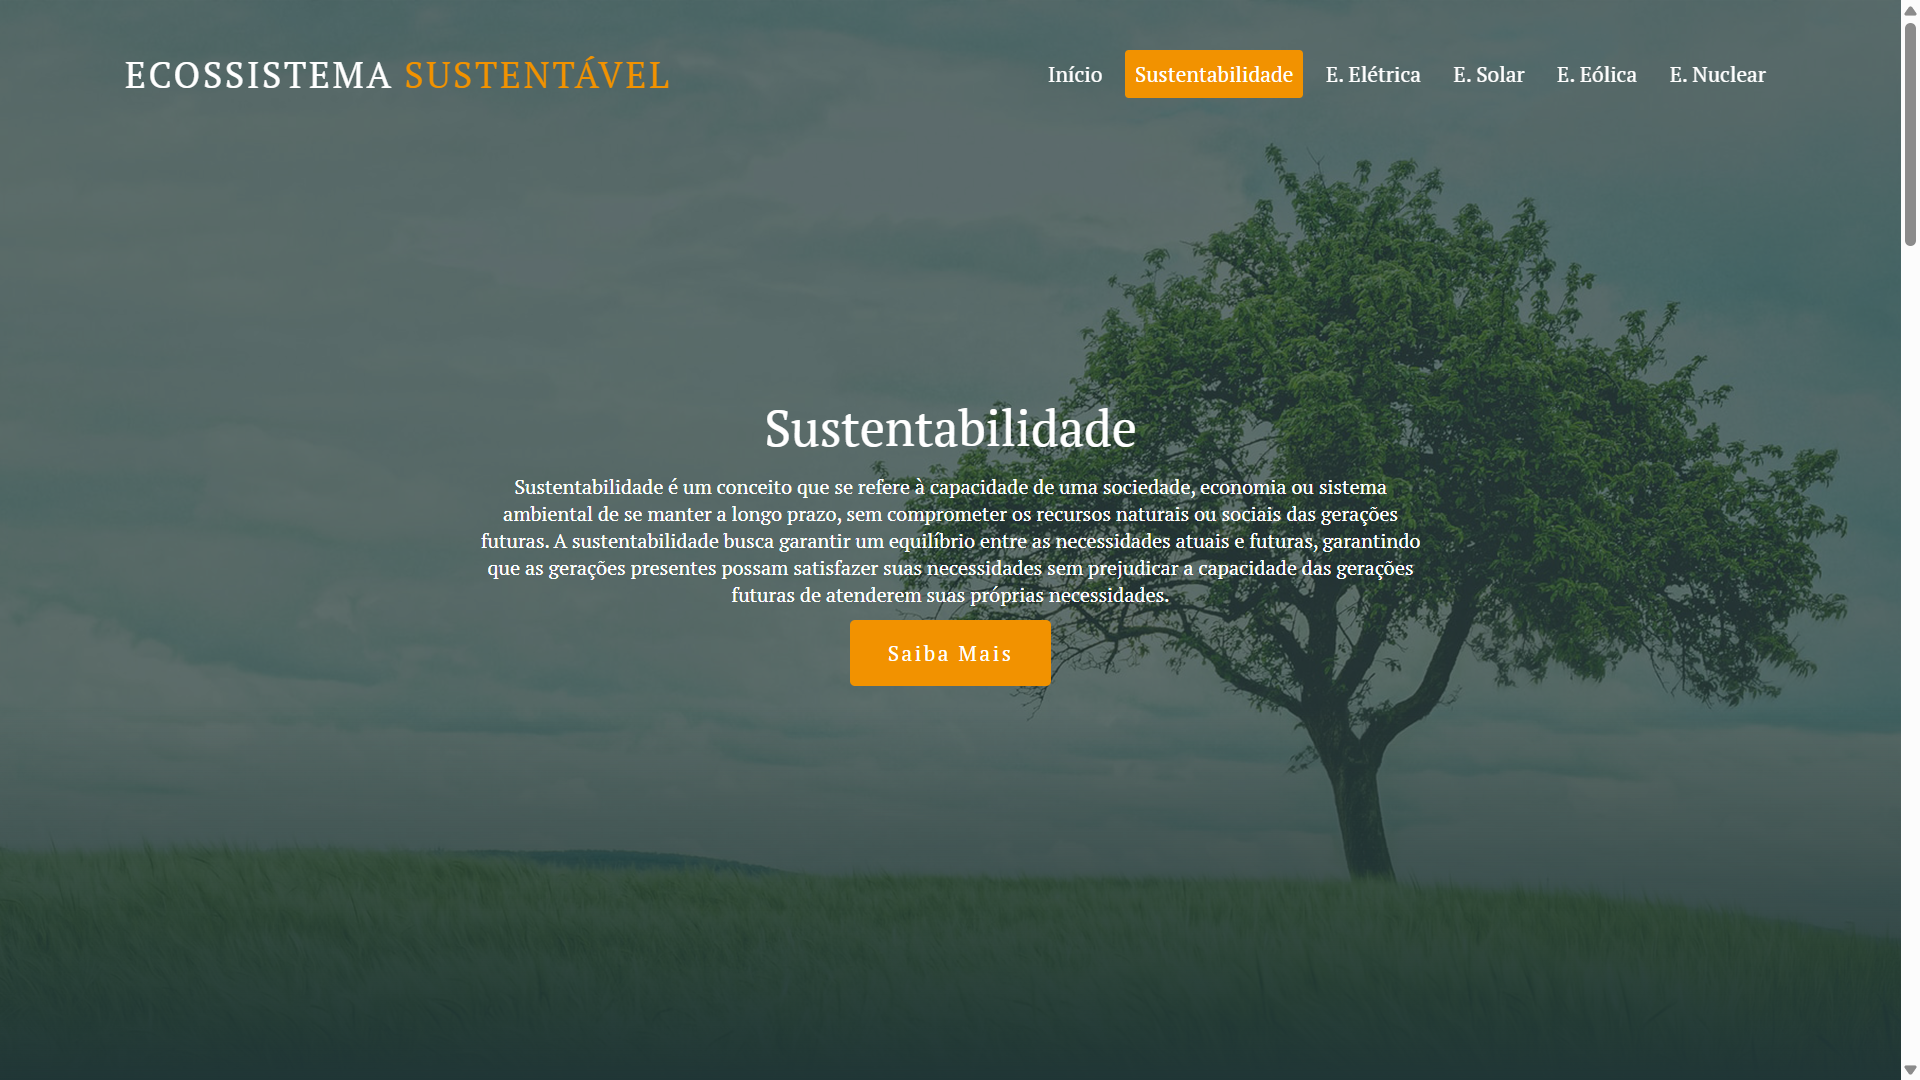 ECOSSISTEMA SUSTENTÁVEL
Início Sustentabilidade E. Elétrica E. Solar E. Eólica E. Nuclear
Sustentabilidade
Sustentabilidade é um conceito que se refere à capacidade de uma sociedade, economia ou sistema
ambiental de se manter a longo prazo, sem comprometer os recursos naturais ou sociais das gerações
futuras. A sustentabilidade busca garantir um equilíbrio entre as necessidades atuais e futuras, garantindo
que as gerações presentes possam satisfazer suas necessidades sem prejudicar a capacidade das gerações
futuras de atenderem suas próprias necessidades.
Saiba Mais